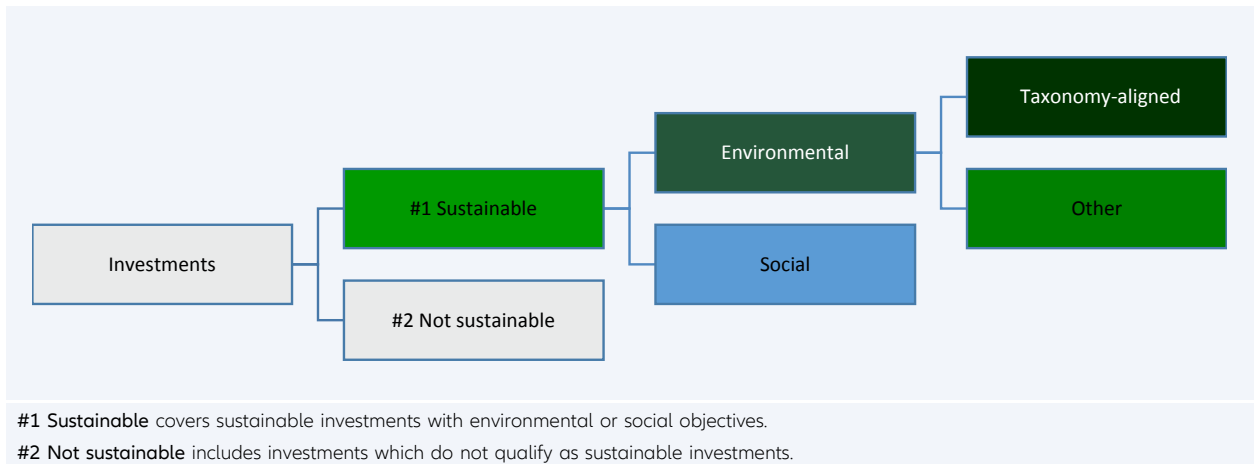 Taxonomy-aligned
Environmental
#1 Sustainable
Other
Investments
Social
#2 Not sustainable
#1 Sustainable covers sustainable investments with environmental or social objectives.
#2 Not sustainable includes investments which do not qualify as sustainable investments.